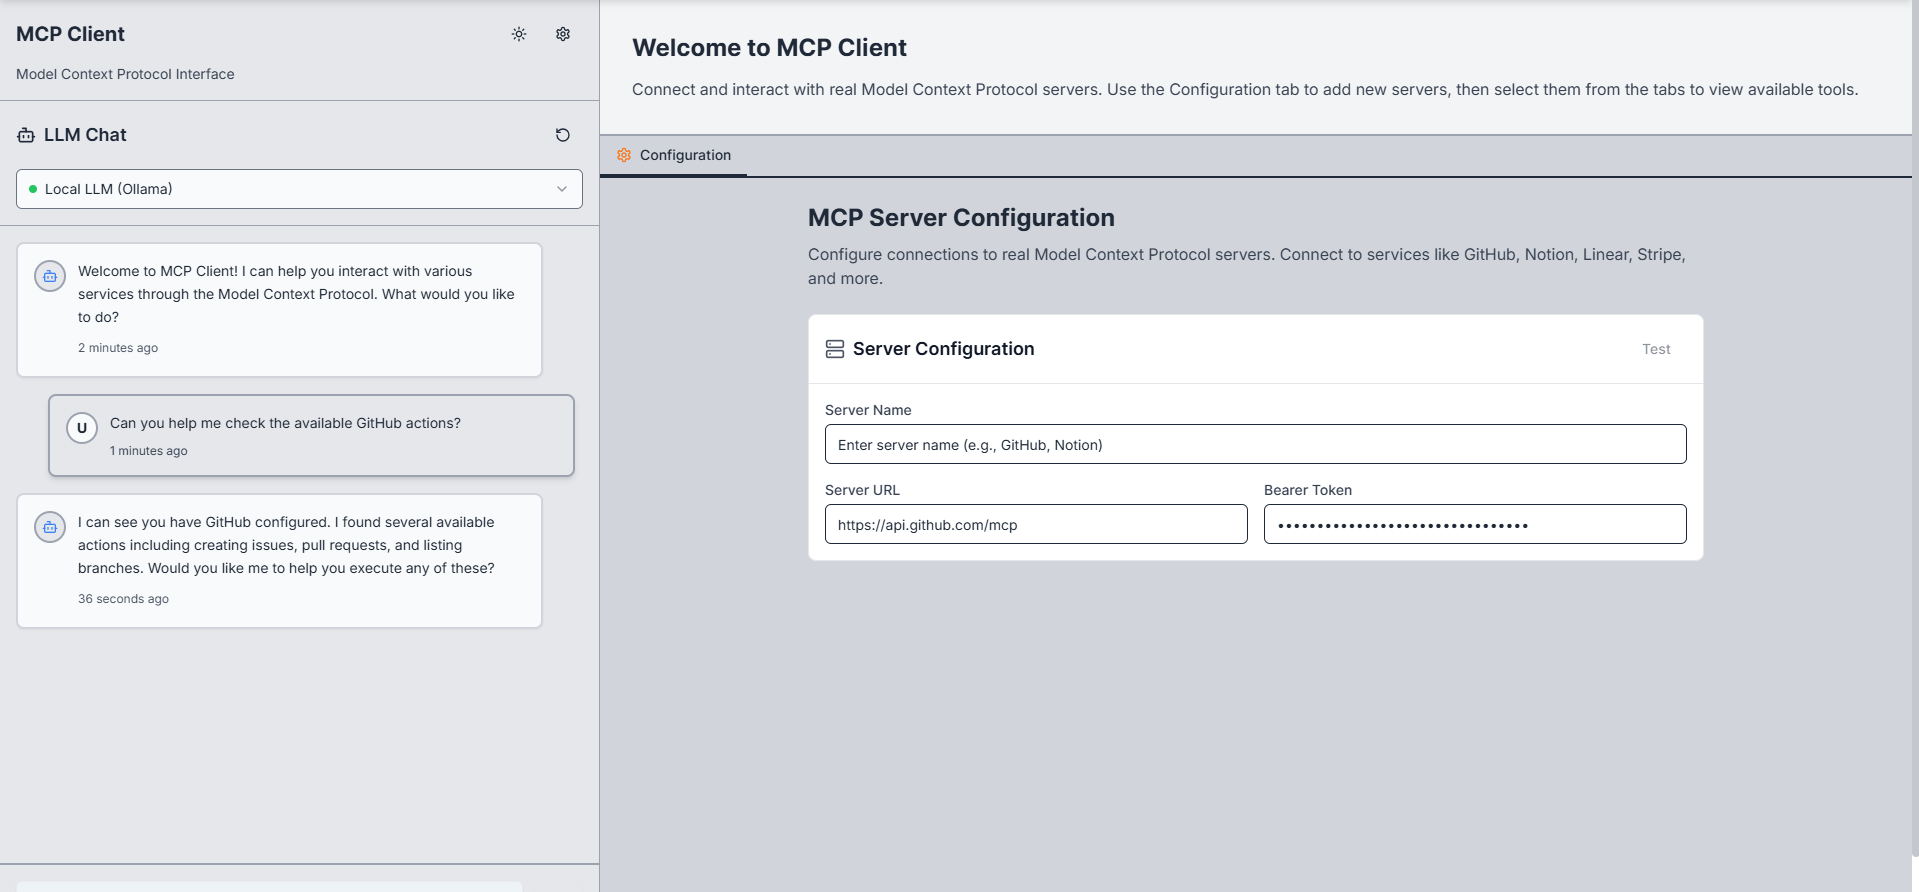 MCP Client
Model Context Protocol Interface
LLM Chat
Local LLM (Ollama)
Welcome to MCP Client! I can help you interact with various
services through the Model Context Protocol. What would you like
to do?
2 minutes ago
U
Can you help me check the available GitHub actions?
1 minutes ago
I can see you have GitHub configured. I found several available
actions including creating issues, pull requests, and listing
branches. Would you like me to help you execute any of these?
36 seconds ago
Welcome to MCP Client
Connect and interact with real Model Context Protocol servers. Use the Configuration tab to add new servers, then select them from the tabs to view available tools.
Configuration
MCP Server Configuration
Configure connections to real Model Context Protocol servers. Connect to services like GitHub, Notion, Linear, Stripe,
and more.
Server Configuration
Test
Server Name
Enter server name (e.g., GitHub, Notion)
Server URL
Bearer Token
https://api.github.com/mcp
••••••••••••••••••••••••••••••••